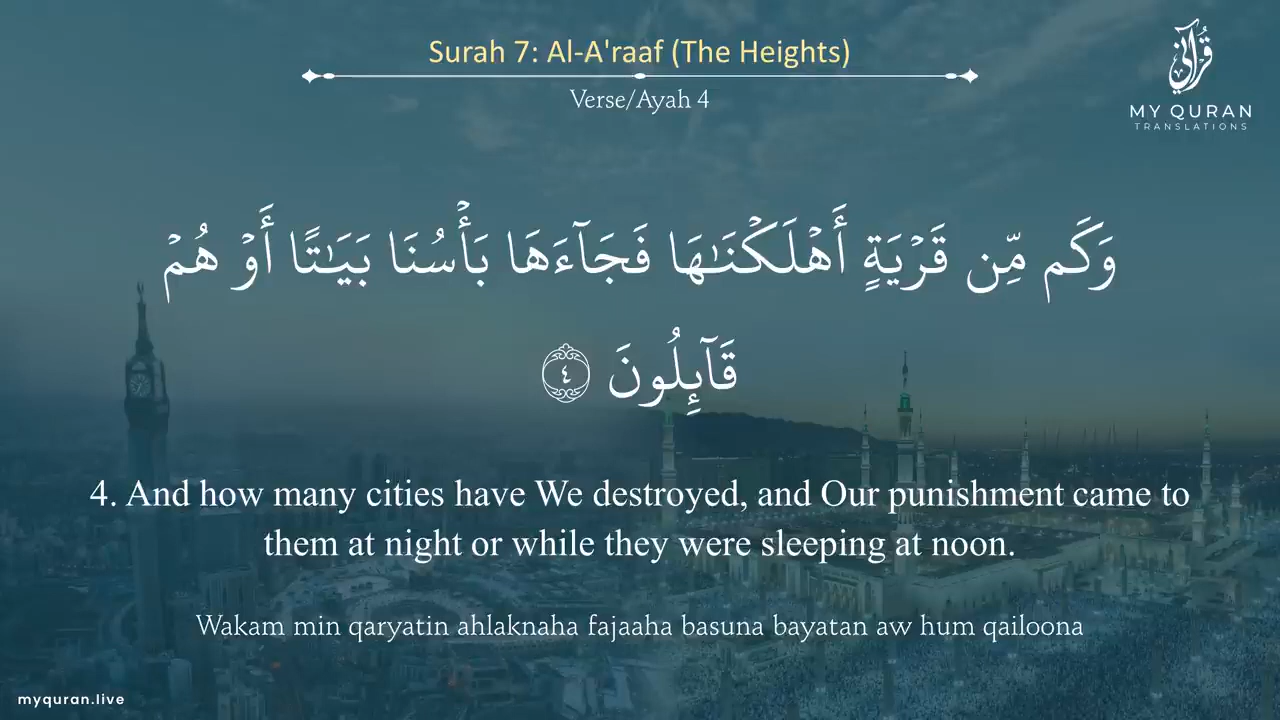 Surah 7: Al-A'raaf (The Heights)
Verse/Ayah 4
قرآني
MY QURAN
TRANSLATIONS
وَكَم مِّن قَرْيَةٍ أَهْلَكْنَـٰهَا فَجَآءَهَا بَأْسُنَا بَيَـٰتًا أَوْ هُمْ
قَآئِلُونَ ٤
4. And how many cities have We destroyed, and Our punishment came to
them at night or while they were sleeping at noon.
Wakam min qaryatin ahlaknaha fajaaha basuna bayatan aw hum qailoona
myquran.live